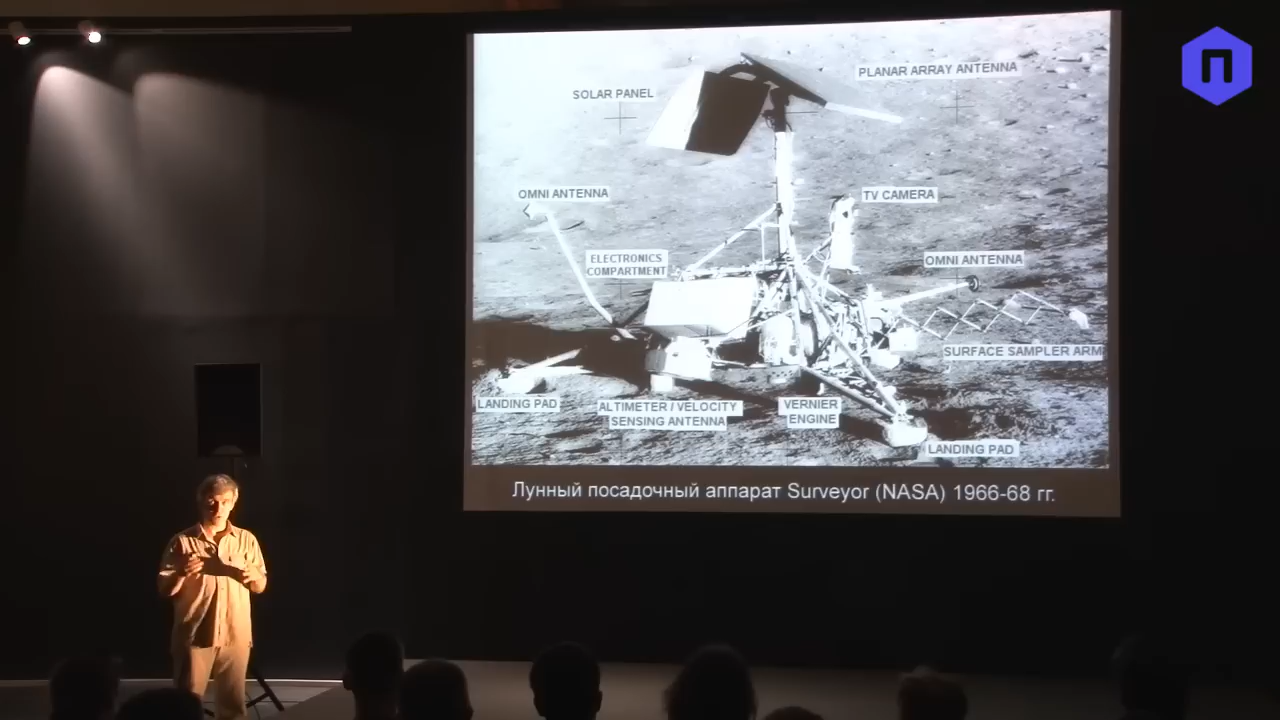 П
PLANAR ARRAY ANTENNA
SOLAR PANEL
OMNI ANTENNA
TV CAMERA
ELECTRONICS
COMPARTMENT
OMNI ANTENNA
SURFACE SAMPLER ARM
LANDING PAD
ALTIMETER / VELOCITY
SENSING ANTENNA
VERNIER
ENGINE
LANDING PAD
Лунный посадочный аппарат Surveyor (NASA) 1966-68 гг.